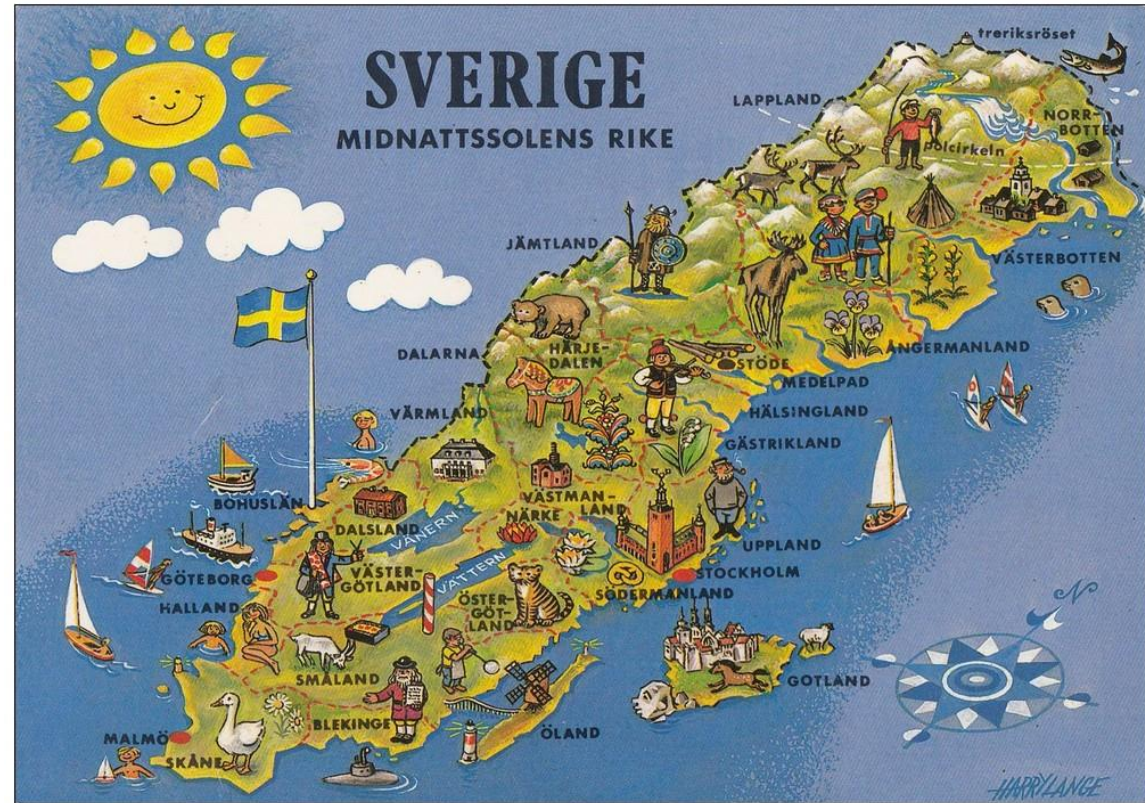 SVERIGE
MIDNATTSSOLENS RIKE
treriksröset
LAPPLAND
NORR-
BOTTEN
polcirkeln
JÄMTLAND
VÄSTERBOTTEN
DALARNA
HÄRJE-
DALEN
STÖDE
ÅNGERMANLAND
MEDELPAD
VÄRMLAND
HÄLSINGLAND
GÄSTRIKLAND
BOHUSLÄN
DALSLAND
VÄNERN
VÄSTMAN-
LAND
NÄRKE
UPPLAND
GÖTEBORG
VÄSTER-
GÖTLAND
VÄTTERN
STOCKHOLM
SÖDERMANLAND
HALLAND
ÖSTER-
GÖT-
LAND
N
SMÅLAND
GOTLAND
BLEKINGE
ÖLAND
MALMÖ
SKÅNE
HARRY LANGE